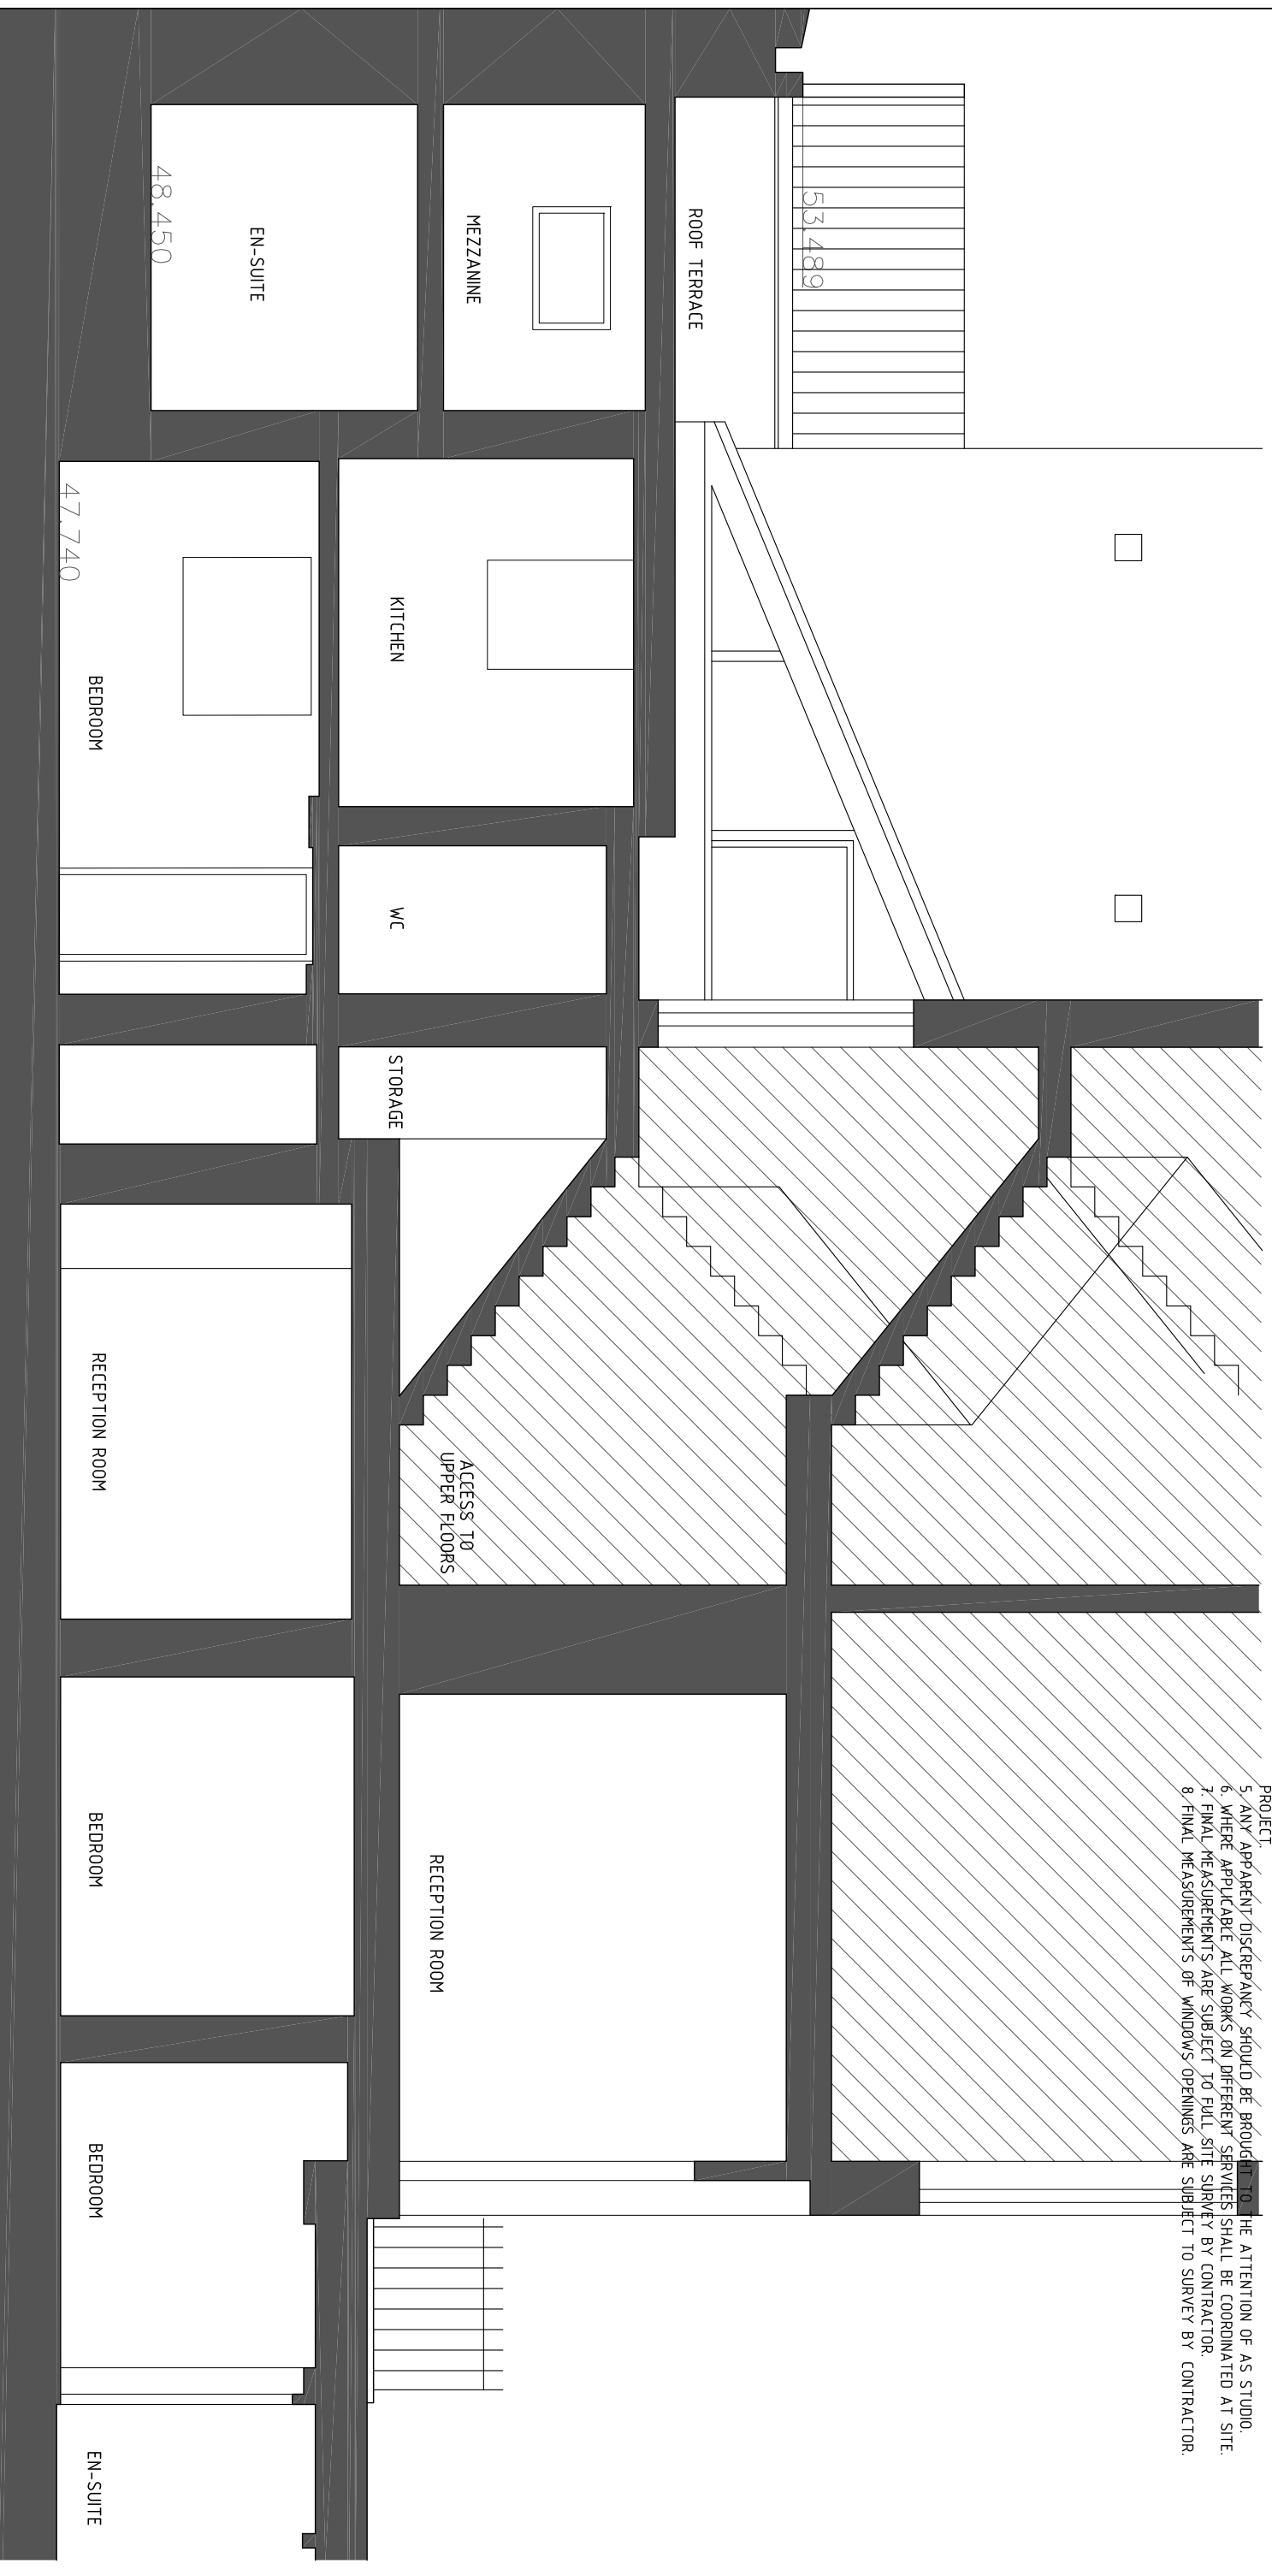 PROJECT.
5. ANY APPARENT DISCREPANCY SHOULD BE BROUGHT TO THE ATTENTION OF AS STUDIO.
6. WHERE APPLICABLE ALL WORKS ON DIFFERENT SERVICES SHALL BE COORDINATED AT SITE.
7. FINAL MEASUREMENTS ARE SUBJECT TO FULL SITE SURVEY BY CONTRACTOR.
8. FINAL MEASUREMENTS OF WINDOWS OPENINGS ARE SUBJECT TO SURVEY BY CONTRACTOR.
53.489
ROOF TERRACE
MEZZANINE
ACCESS TO
UPPER FLOORS
RECEPTION ROOM
KITCHEN
WC
STORAGE
EN-SUITE
48.450
BEDROOM
RECEPTION ROOM
BEDROOM
BEDROOM
EN-SUITE
47.740